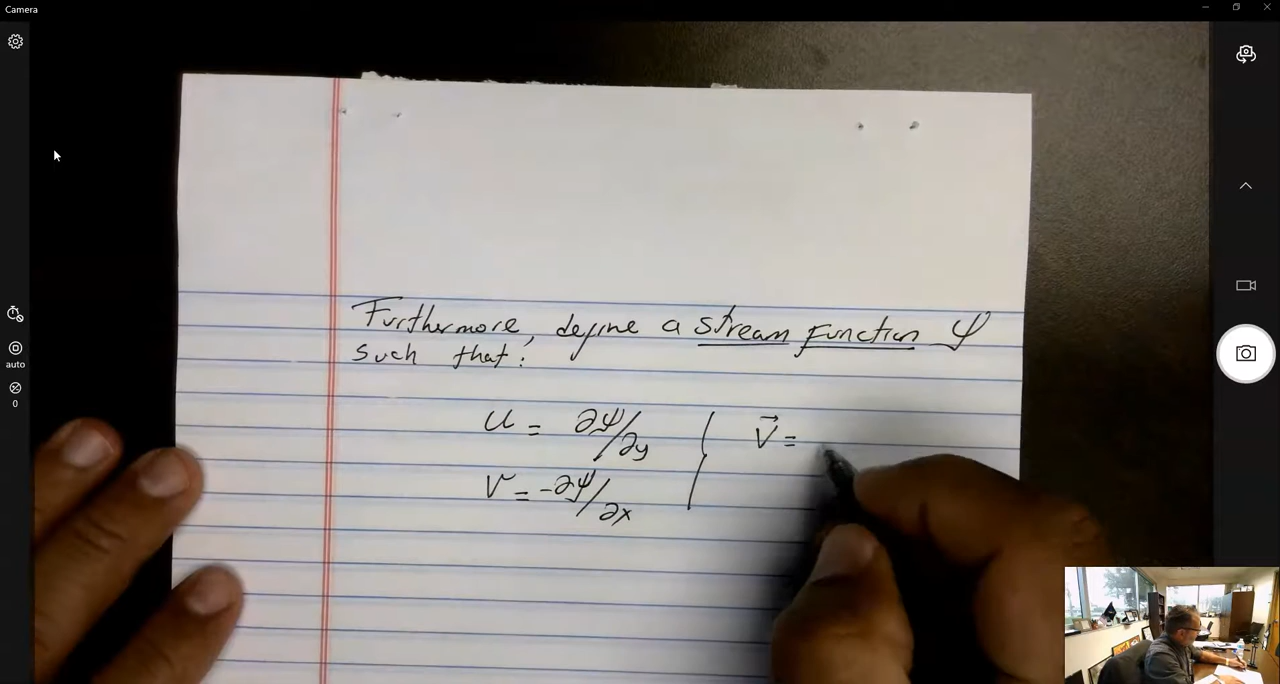 Camera
Furthermore, define a stream function ψ
such that:
u = ∂ψ/∂y
V⃗ =
v = -∂ψ/∂x
auto
0